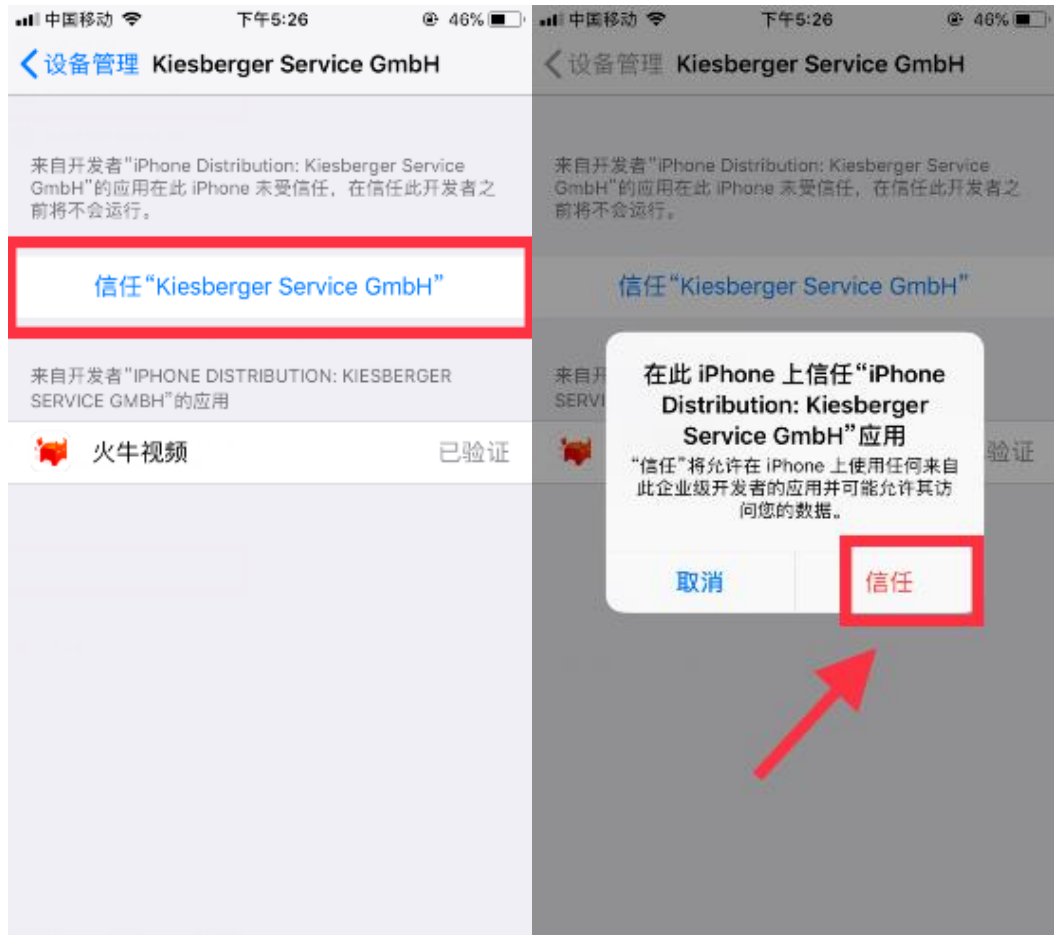 中国移动 下午5:26 46%
设备管理 Kiesberger Service GmbH
来自开发者"iPhone Distribution: Kiesberger Service
GmbH"的应用在此 iPhone 未受信任，在信任此开发者之
前将不会运行。
信任“Kiesberger Service GmbH”
来自开发者"IPHONE DISTRIBUTION: KIESBERGER
SERVICE GMBH"的应用
火牛视频 已验证
中国移动 下午5:26 46%
设备管理 Kiesberger Service GmbH
来自开发者"iPhone Distribution: Kiesberger Service
GmbH"的应用在此 iPhone 未受信任，在信任此开发者之
前将不会运行。
信任“Kiesberger Service GmbH”
来自开
SERVI
验证
在此 iPhone 上信任“iPhone
Distribution: Kiesberger
Service GmbH”应用
“信任”将允许在 iPhone 上使用任何来自
此企业级开发者的应用并可能允许其访
问您的数据。
取消 信任